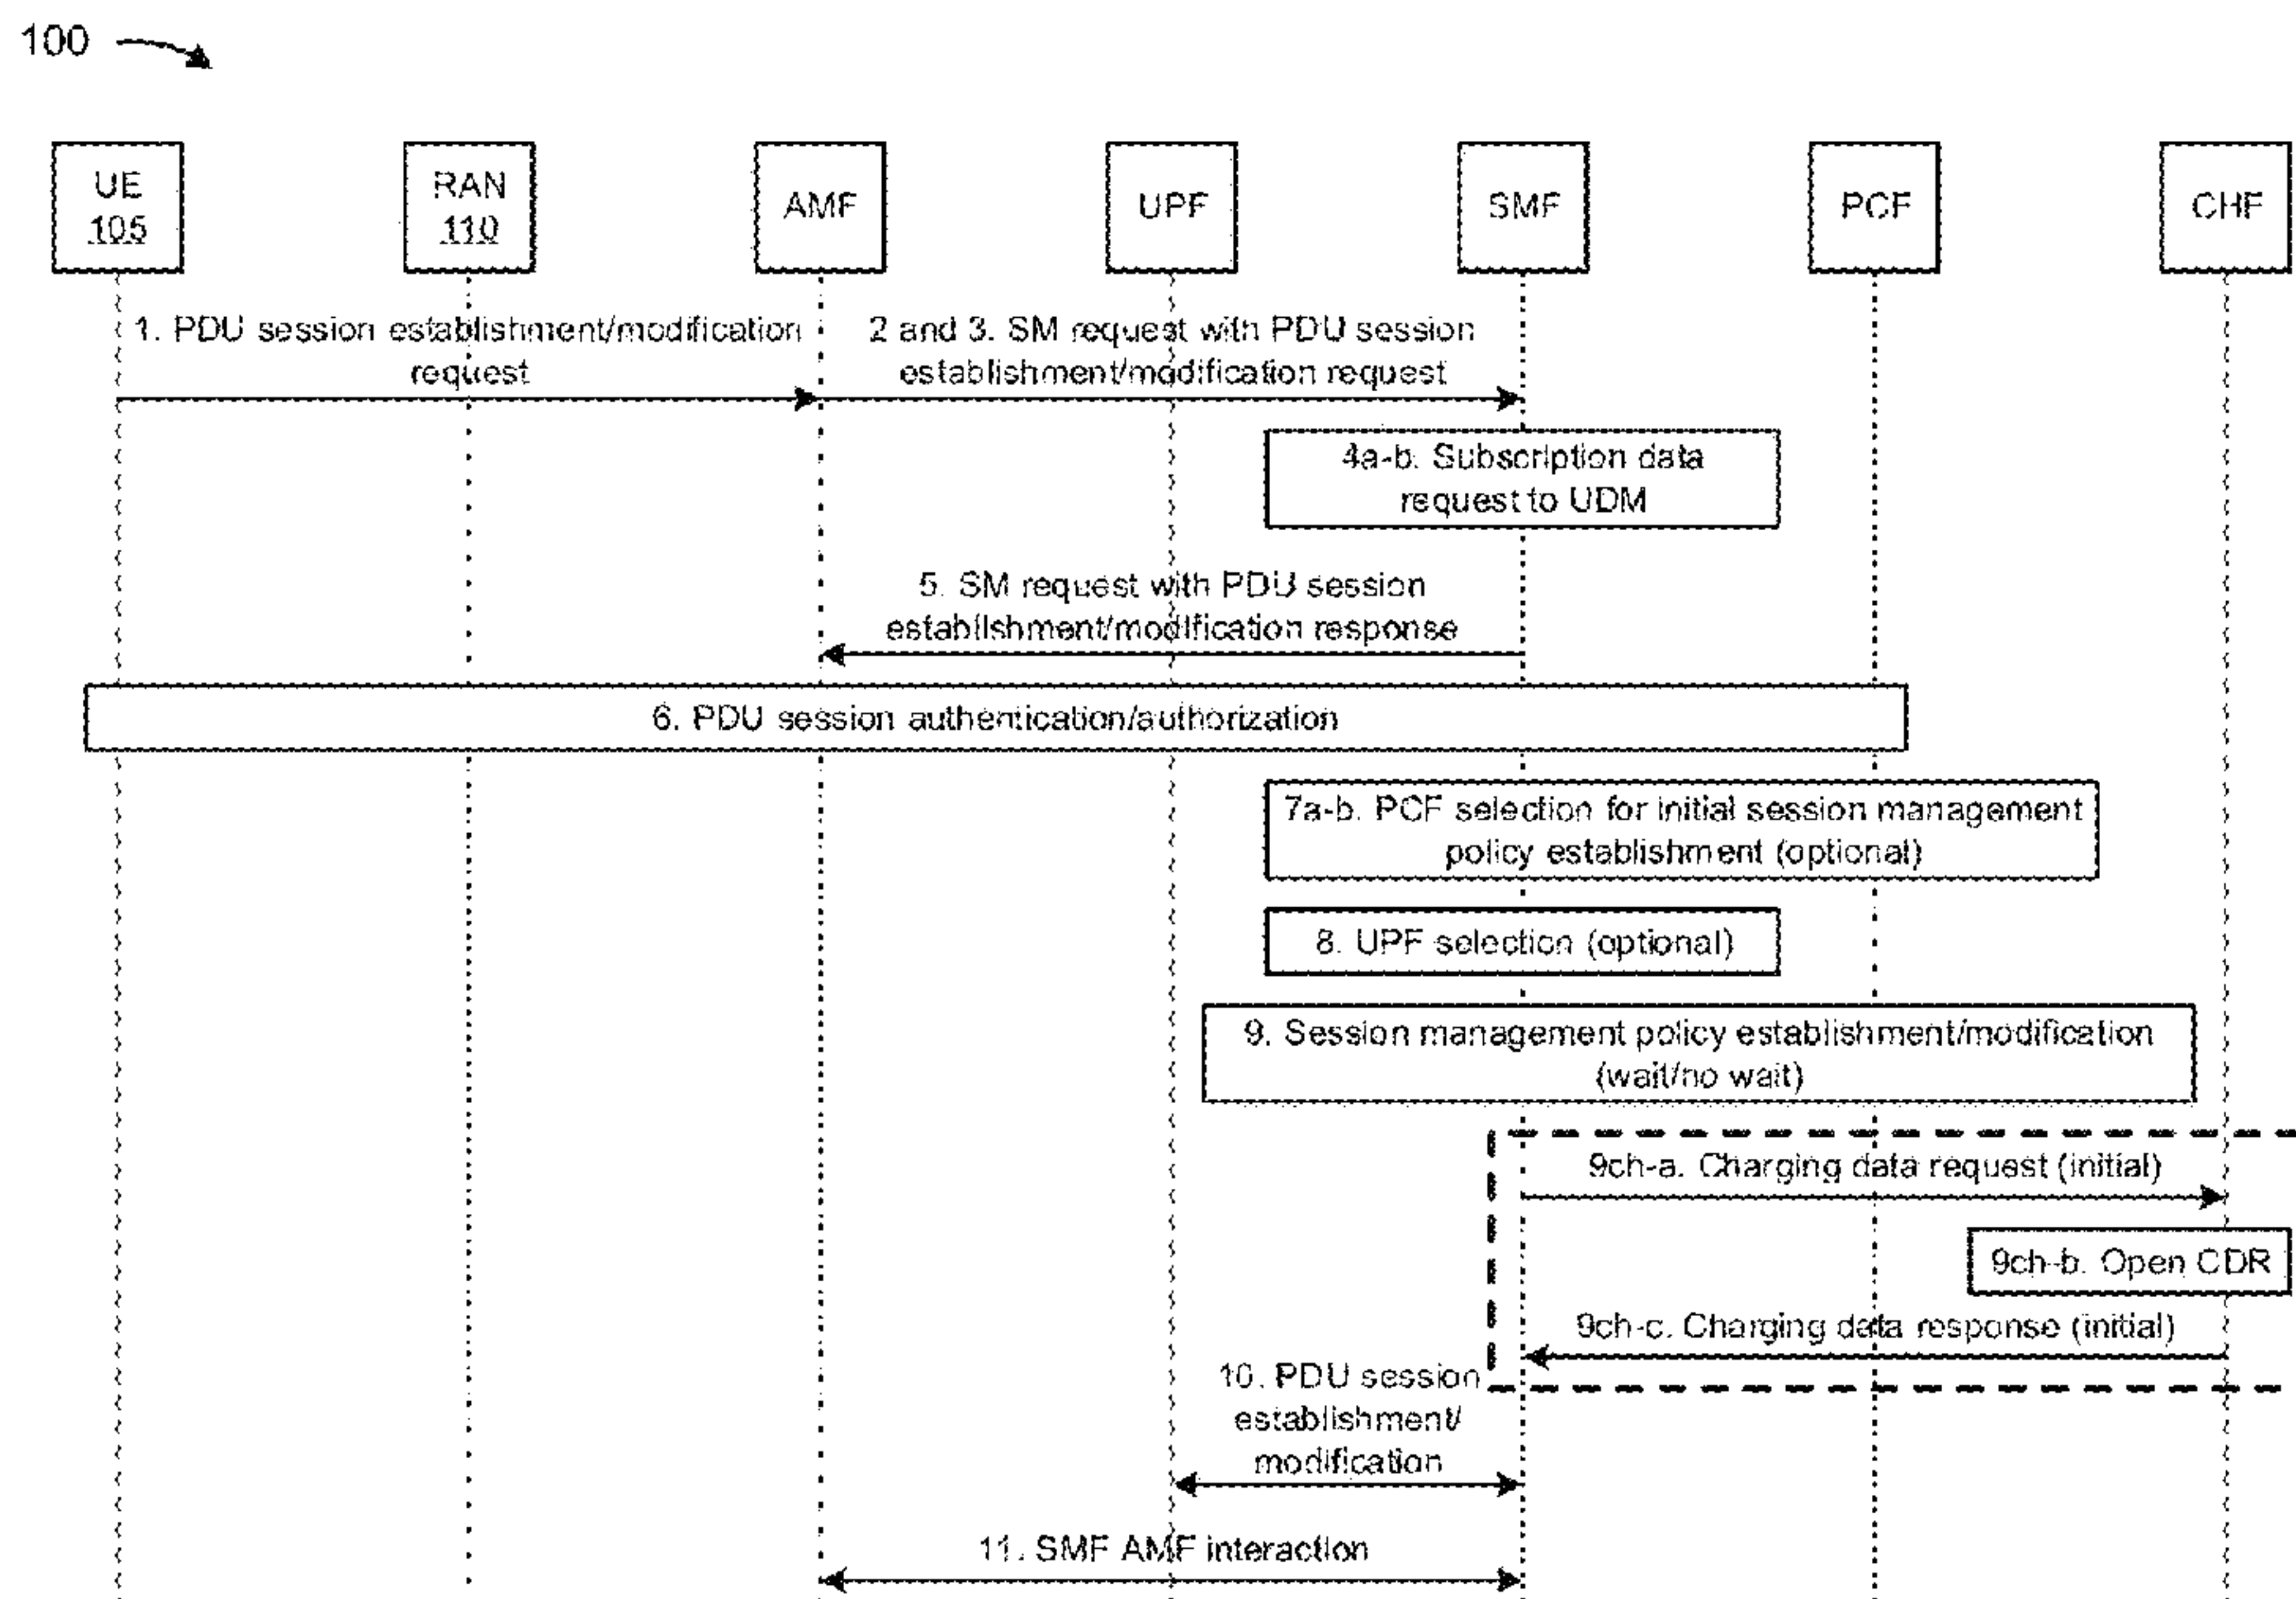 100
UE
105
RAN
110
AMF
UPF
SMF
PCF
CHF
1. PDU session establishment/modification
request
2 and 3. SM request with PDU session
establishment/modification request
4a-b. Subscription data
request to UDM
5. SM request with PDU session
establishment/modification response
6. PDU session authentication/authorization
7a-b. PCF selection for initial session management
policy establishment (optional)
8. UPF selection (optional)
9. Session management policy establishment/modification
(wait/no wait)
9ch-a. Charging data request (initial)
9ch-b. Open CDR
9ch-c. Charging data response (initial)
10. PDU session
establishment/
modification
11. SMF AMF interaction